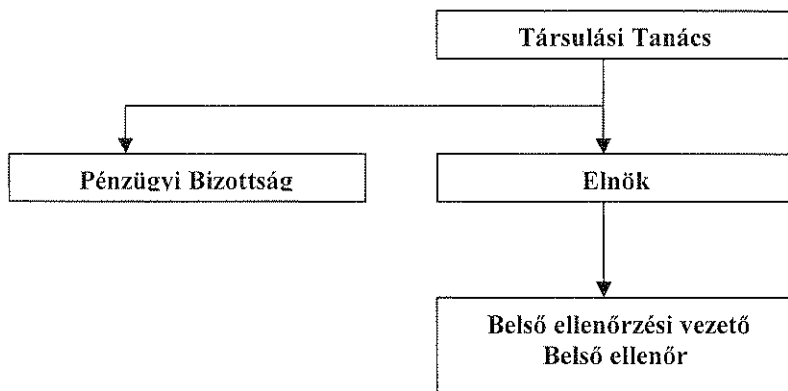 Társulási Tanács
Pénzügyi Bizottság
Elnök
Belső ellenőrzési vezető
Belső ellenőr